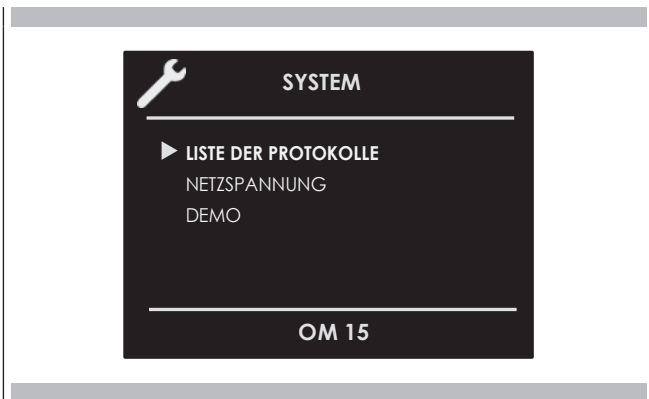 SYSTEM
LISTE DER PROTOKOLLE
NETZSPANNUNG
DEMO
OM 15